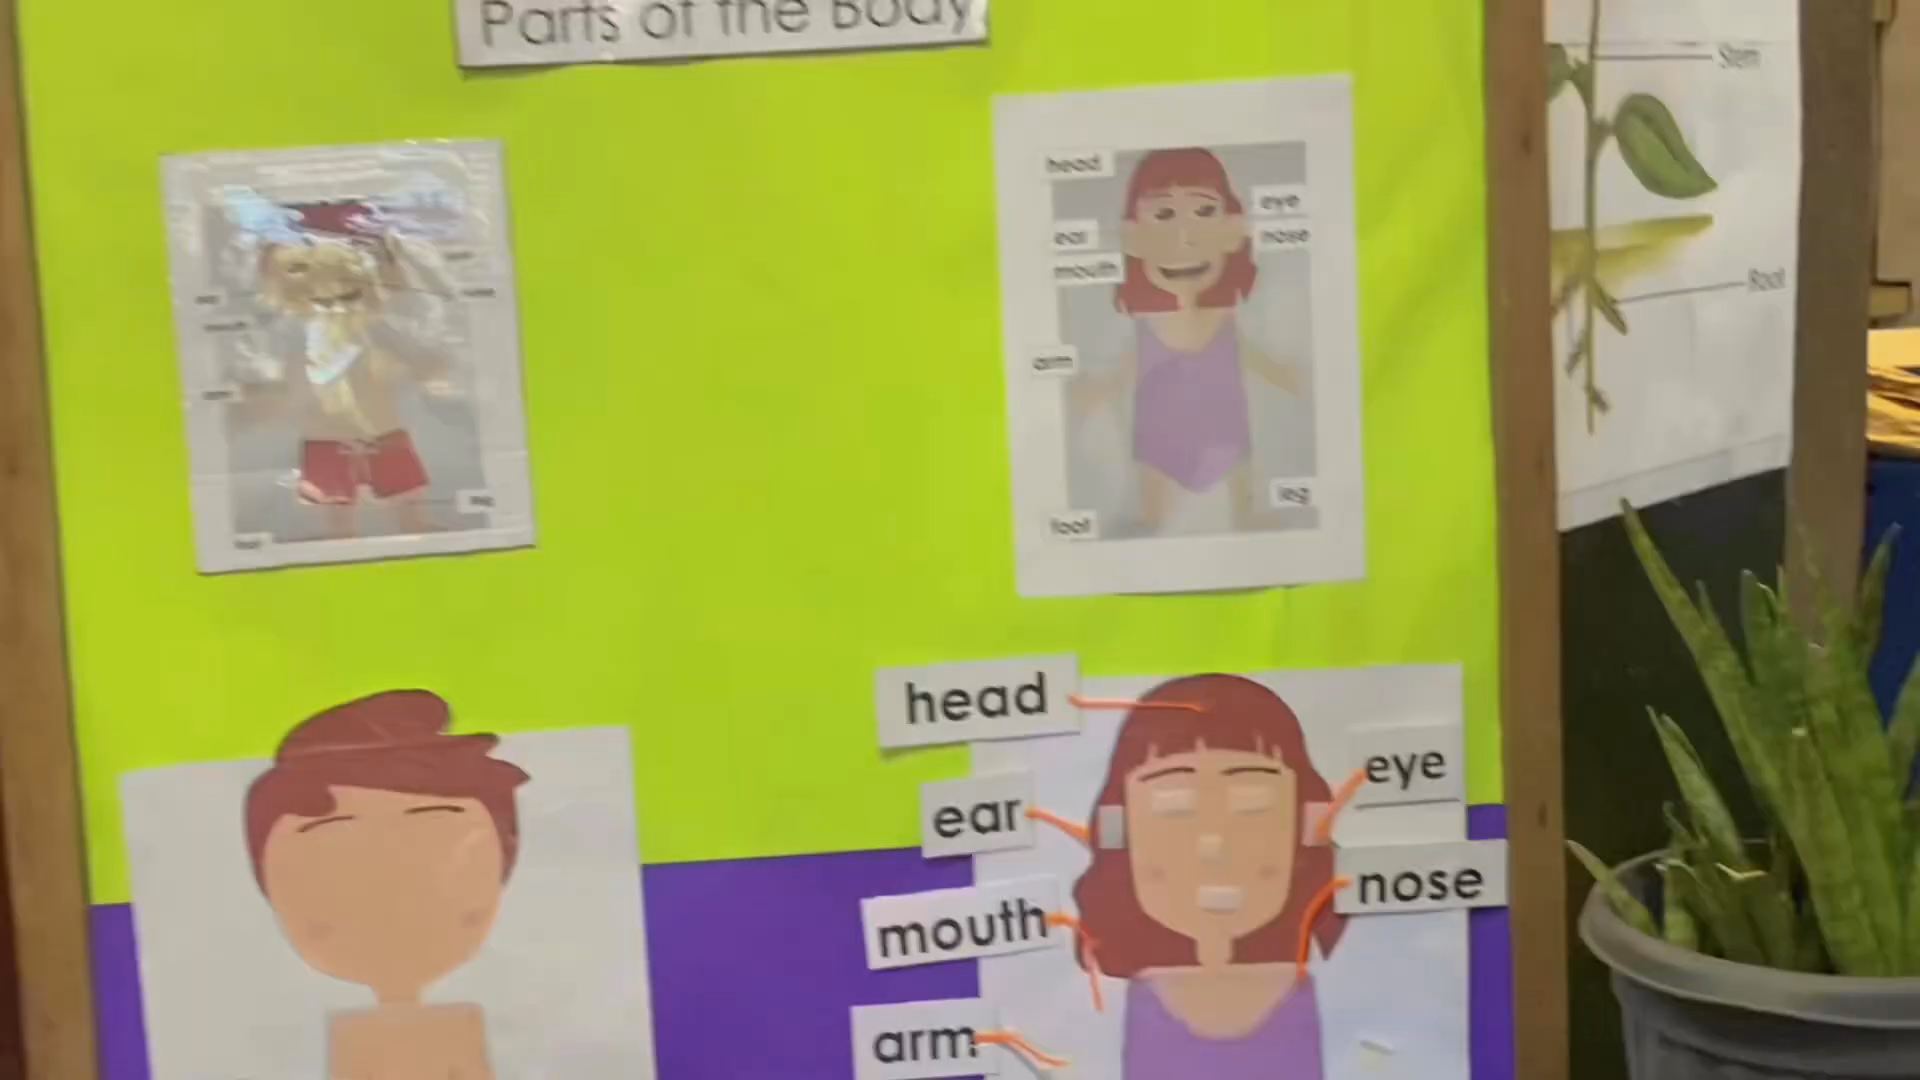 Parts of the Body
head
eye
ear
nose
mouth
arm
leg
foot
Stem
Root
head
eye
ear
nose
mouth
arm